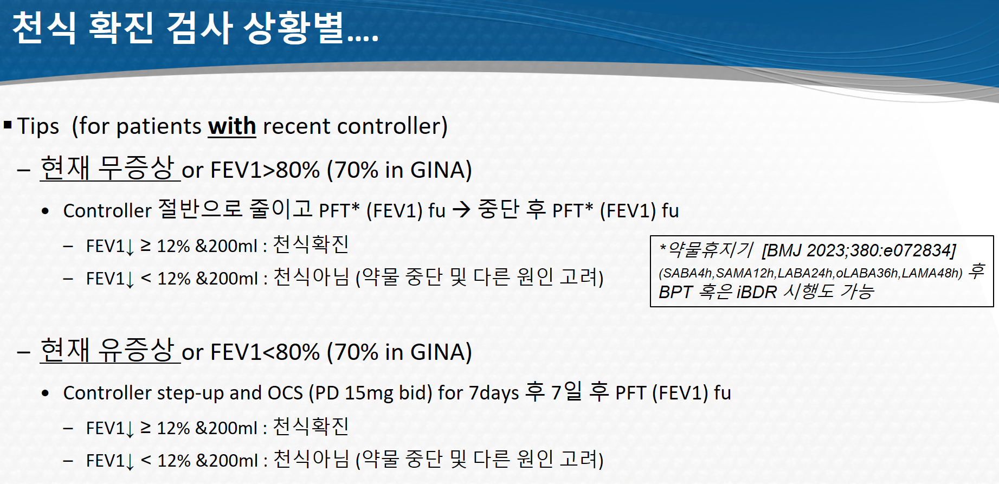 천식 확진 검사 상황별....
▪ Tips (for patients with recent controller)
– 현재 무증상 or FEV1>80% (70% in GINA)
• Controller 절반으로 줄이고 PFT* (FEV1) fu → 중단 후 PFT* (FEV1) fu
– FEV1↓ ≥ 12% &200ml : 천식확진
– FEV1↓ < 12% &200ml : 천식아님 (약물 중단 및 다른 원인 고려)
*약물휴지기 [BMJ 2023;380:e072834]
(SABA4h,SAMA12h,LABA24h,oLABA36h,LAMA48h) 후
BPT 혹은 iBDR 시행도 가능
– 현재 유증상 or FEV1<80% (70% in GINA)
• Controller step-up and OCS (PD 15mg bid) for 7days 후 7일 후 PFT (FEV1) fu
– FEV1↓ ≥ 12% &200ml : 천식확진
– FEV1↓ < 12% &200ml : 천식아님 (약물 중단 및 다른 원인 고려)